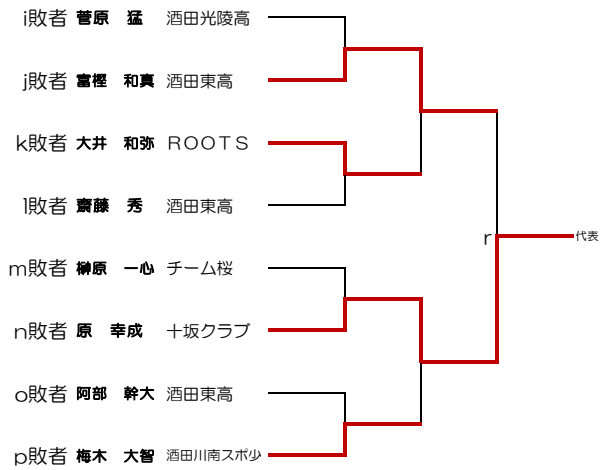 i敗者 菅原 猛 酒田光陵高
j敗者 富樫 和真 酒田東高
k敗者 大井 和弥 ＲＯＯＴＳ
l敗者 齋藤 秀 酒田東高
r 代表
m敗者 榊原 一心 チーム桜
n敗者 原 幸成 十坂クラブ
o敗者 阿部 幹大 酒田東高
p敗者 梅木 大智 酒田川南スポ少